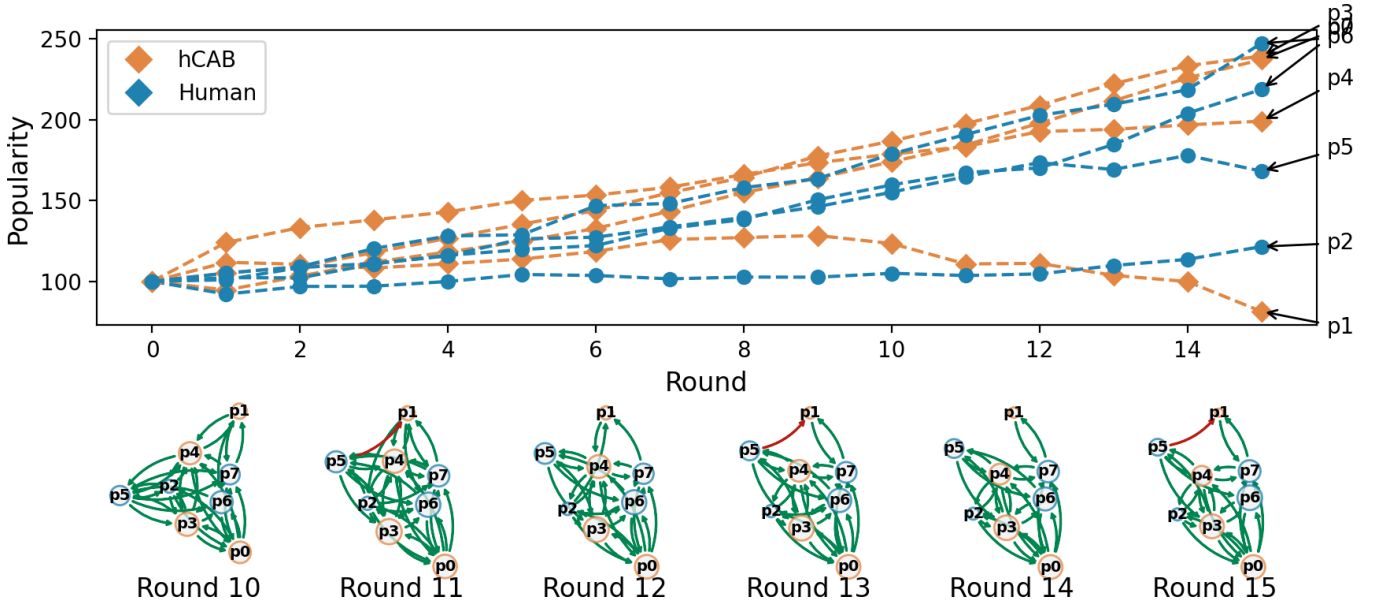 p3
p6
250
hCAB
Human
p4
200
p5
Popularity
150
p2
100
p1
0 2 4 6 8 10 12 14
Round
p1 p1 p1 p1 p1 p1
p4 p5 p7 p2 p6 p3 p0
p5 p4 p7 p2 p6 p3 p0
p5 p4 p7 p2 p6 p3 p0
p5 p4 p7 p2 p6 p3 p0
p5 p4 p7 p2 p6 p3 p0
p5 p4 p7 p2 p6 p3 p0
Round 10 Round 11 Round 12 Round 13 Round 14 Round 15